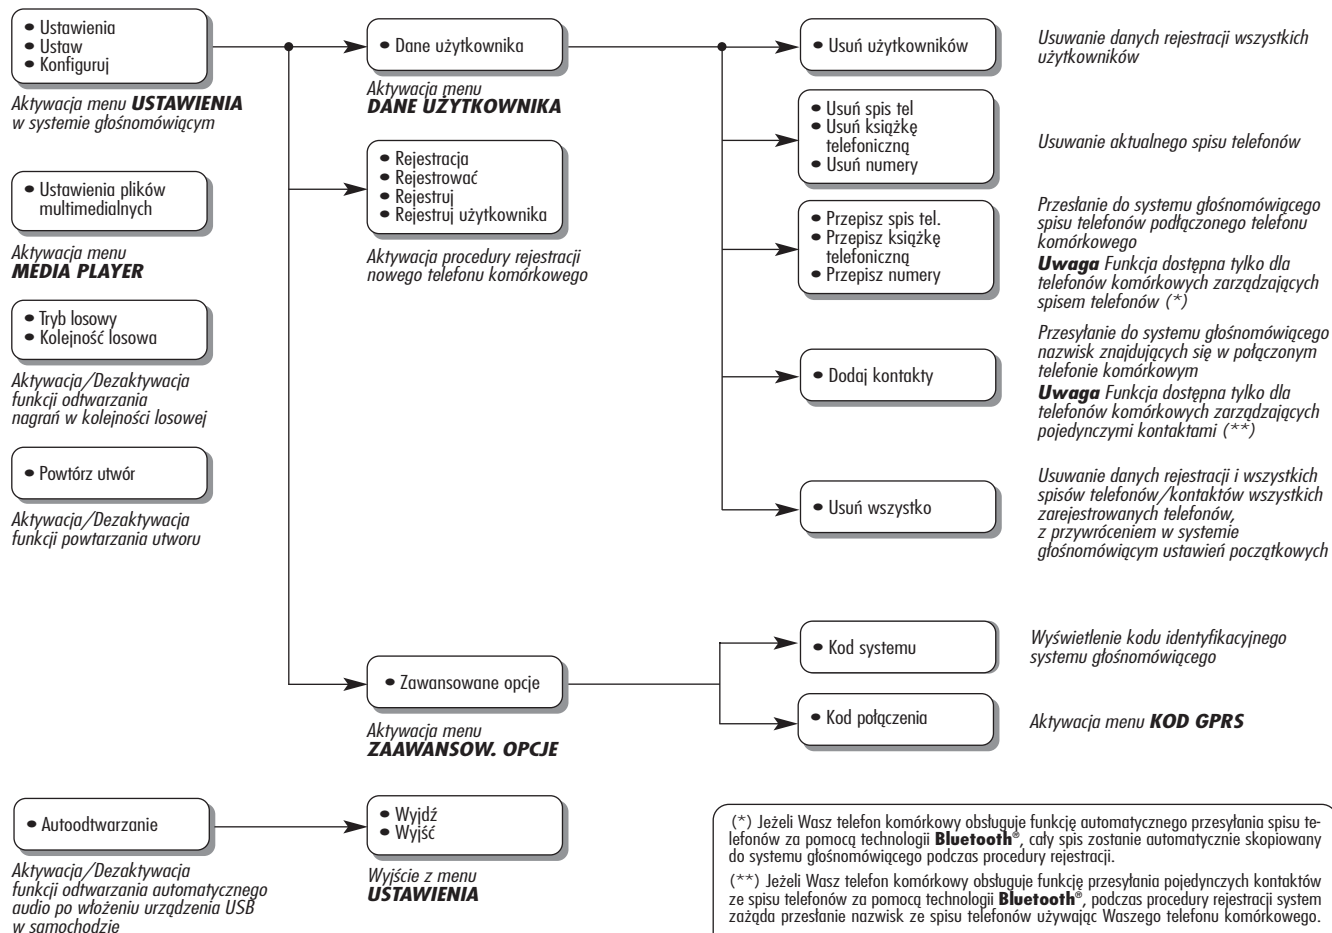 • Ustawienia
• Ustaw
• Konfiguruj
Aktywacja menu USTAWIENIA
w systemie głośnomówiącym
• Ustawienia plików
multimedialnych
Aktywacja menu
MEDIA PLAYER
• Tryb losowy
• Kolejność losowa
Aktywacja/Dezaktywacja
funkcji odtwarzania
nagrań w kolejności losowej
• Powtórz utwór
Aktywacja/Dezaktywacja
funkcji powtarzania utworu
• Autoodtwarzanie
Aktywacja/Dezaktywacja
funkcji odtwarzania automatycznego
audio po włożeniu urządzenia USB
w samochodzie
• Dane użytkownika
Aktywacja menu
DANE UŻYTKOWNIKA
• Rejestracja
• Rejestrować
• Rejestruj
• Rejestruj użytkownika
Aktywacja procedury rejestracji
nowego telefonu komórkowego
• Zawansowane opcje
Aktywacja menu
ZAAWANSOW. OPCJE
• Wyjdź
• Wyjść
Wyjście z menu
USTAWIENIA
• Usuń użytkowników
Usuwanie danych rejestracji wszystkich
użytkowników
• Usuń spis tel
• Usuń książkę
telefoniczną
• Usuń numery
Usuwanie aktualnego spisu telefonów
• Przepisz spis tel.
• Przepisz książkę
telefoniczną
• Przepisz numery
Przesłanie do systemu głośnomówiącego
spisu telefonów podłączonego telefonu
komórkowego
Uwaga Funkcja dostępna tylko dla
telefonów komórkowych zarządzających
spisem telefonów (*)
• Dodaj kontakty
Przesyłanie do systemu głośnomówiącego
nazwisk znajdujących się w połączonym
telefonie komórkowym
Uwaga Funkcja dostępna tylko dla
telefonów komórkowych zarządzających
pojedynczymi kontaktami (**)
• Usuń wszystko
Usuwanie danych rejestracji i wszystkich
spisów telefonów/kontaktów wszystkich
zarejestrowanych telefonów,
z przywróceniem w systemie
głośnomówiącym ustawień początkowych
• Kod systemu
Wyświetlenie kodu identyfikacyjnego
systemu głośnomówiącego
• Kod połączenia
Aktywacja menu KOD GPRS
(*) Jeżeli Wasz telefon komórkowy obsługuje funkcję automatycznego przesyłania spisu te-
lefonów za pomocą technologii Bluetooth®, cały spis zostanie automatycznie skopiowany
do systemu głośnomówiącego podczas procedury rejestracji.
(**) Jeżeli Wasz telefon komórkowy obsługuje funkcję przesyłania pojedynczych kontaktów
ze spisu telefonów za pomocą technologii Bluetooth®, podczas procedury rejestracji system
zażąda przesłanie nazwisk ze spisu telefonów używając Waszego telefonu komórkowego.